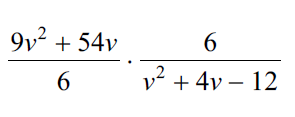 9v² + 54v / 6 · 6 / v² + 4v − 12